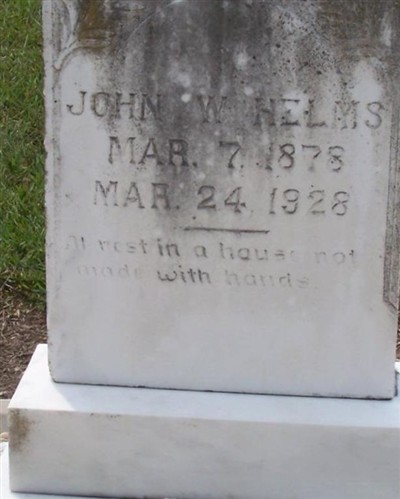 JOHN W HELMS
MAR. 7 1878
MAR. 24, 1928
At rest in a house not
made with hands.